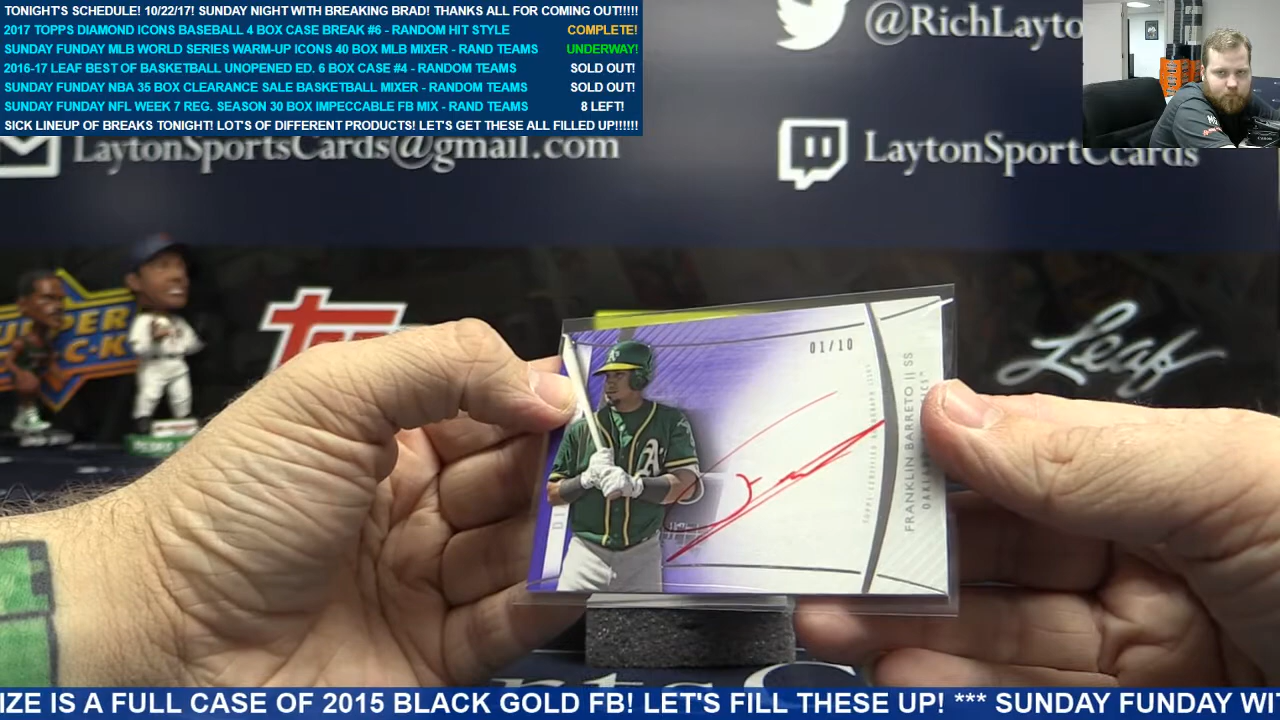 TONIGHT'S SCHEDULE! 10/22/17! SUNDAY NIGHT WITH BREAKING BRAD! THANKS ALL FOR COMING OUT!!!!!
2017 TOPPS DIAMOND ICONS BASEBALL 4 BOX CASE BREAK #6 - RANDOM HIT STYLE COMPLETE!
SUNDAY FUNDAY MLB WORLD SERIES WARM-UP ICONS 40 BOX MLB MIXER - RAND TEAMS UNDERWAY!
2016-17 LEAF BEST OF BASKETBALL UNOPENED ED. 6 BOX CASE #4 - RANDOM TEAMS SOLD OUT!
SUNDAY FUNDAY NBA 35 BOX CLEARANCE SALE BASKETBALL MIXER - RANDOM TEAMS SOLD OUT!
SUNDAY FUNDAY NFL WEEK 7 REG. SEASON 30 BOX IMPECCABLE FB MIX - RAND TEAMS 8 LEFT!
SICK LINEUP OF BREAKS TONIGHT! LOT'S OF DIFFERENT PRODUCTS! LET'S GET THESE ALL FILLED UP!!!!!!
@RichLayto
LaytonSportsCards@gmail.com
LaytonSportCcards
Leaf
01/10
FRANKLIN BARRETO || SS
A's
IZE IS A FULL CASE OF 2015 BLACK GOLD FB! LET'S FILL THESE UP! *** SUNDAY FUNDAY WI